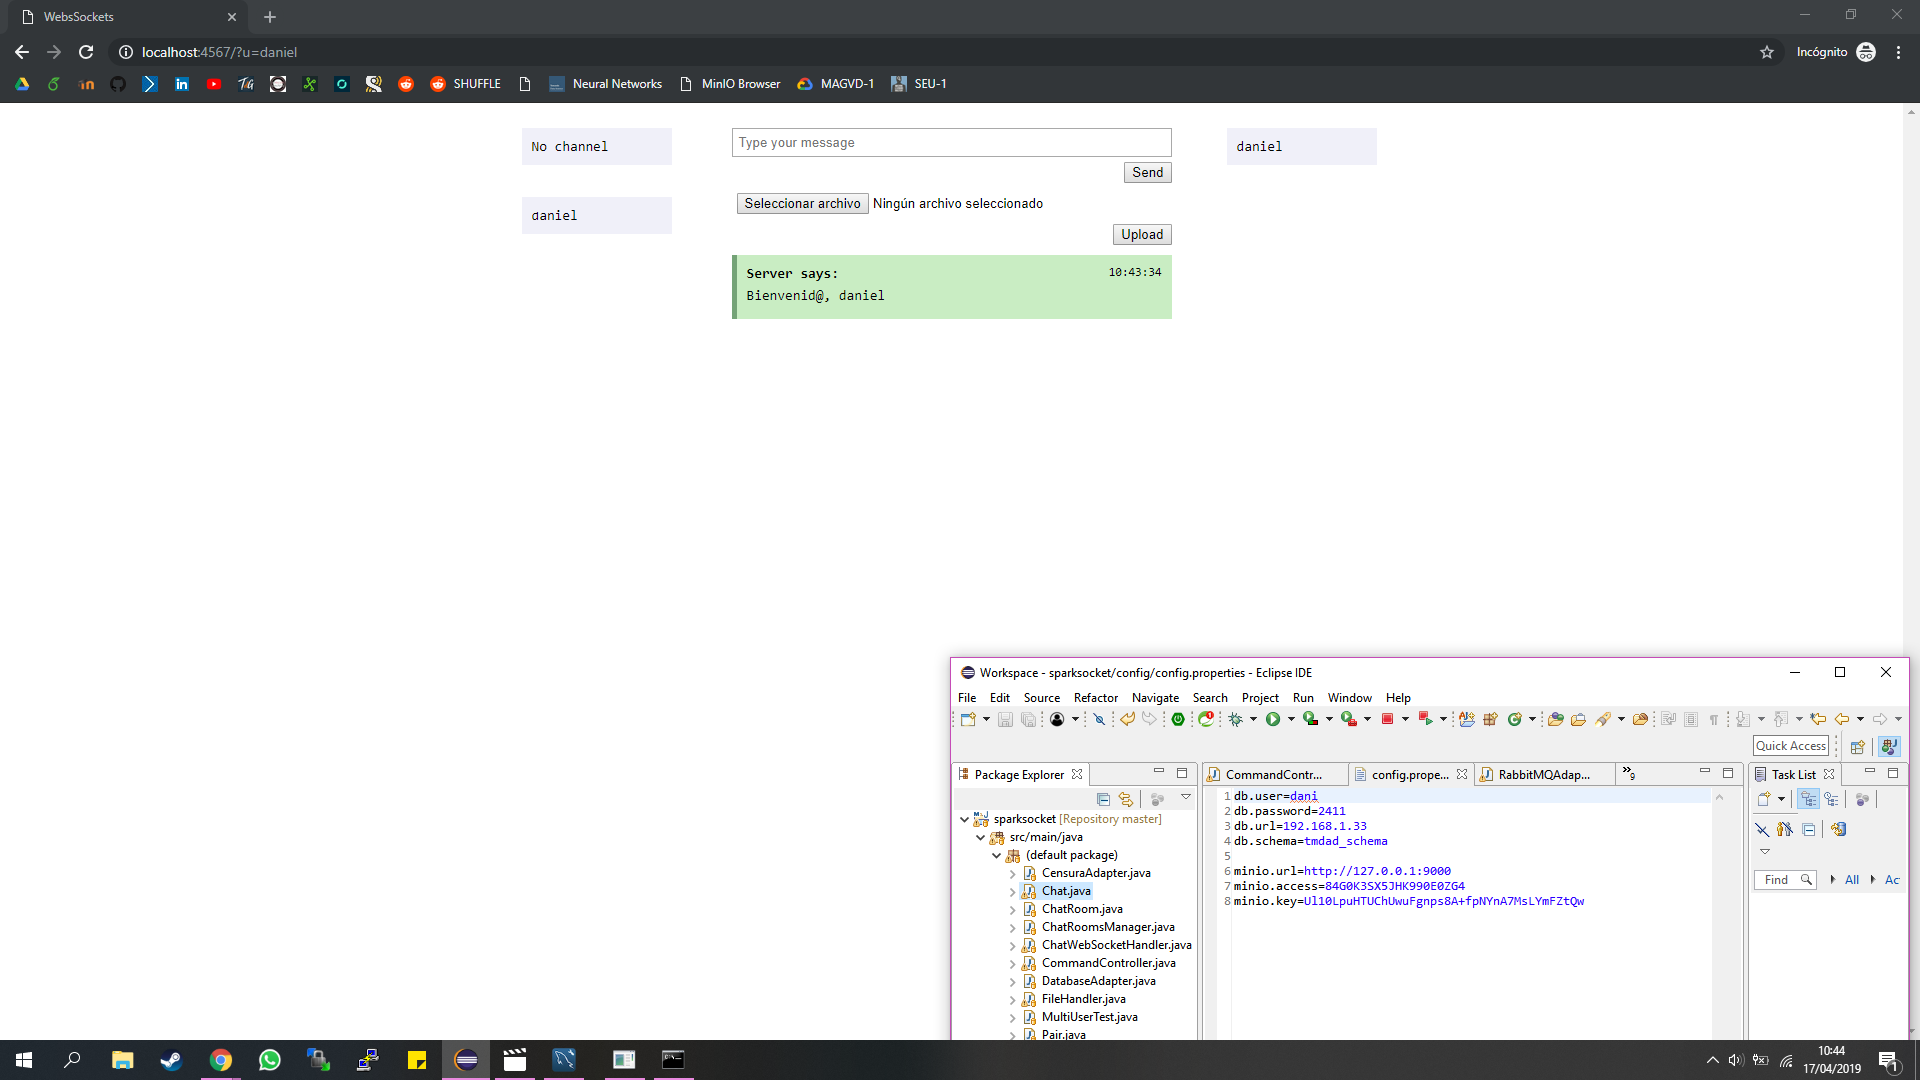 WebsSockets
localhost:4567/?u=daniel
Incógnito
SHUFFLE
Neural Networks
MinIO Browser
MAGVD-1
SEU-1
No channel
Type your message
daniel
Send
Seleccionar archivo Ningún archivo seleccionado
daniel
Upload
Server says: 10:43:34
Bienvenid@, daniel
Workspace - sparksocket/config/config.properties - Eclipse IDE
File Edit Source Refactor Navigate Search Project Run Window Help
Quick Access
Package Explorer
CommandContr...
config.prope...
RabbitMQAdap...
9
Task List
sparksocket [Repository master]
src/main/java
(default package)
CensuraAdapter.java
Chat.java
ChatRoom.java
ChatRoomsManager.java
ChatWebSocketHandler.java
CommandController.java
DatabaseAdapter.java
FileHandler.java
MultiUserTest.java
Pair.java
1 db.user=dani
2 db.password=2411
3 db.url=192.168.1.33
4 db.schema=tmdad_schema
5
6 minio.url=http://127.0.0.1:9000
7 minio.access=84G0K3SX5JHK990E0ZG4
8 minio.key=Ul10LpuHTUChUwuFgnps8A+fpNYnA7MsLYmFZtQw
Find All Ac
10:44
17/04/2019
1